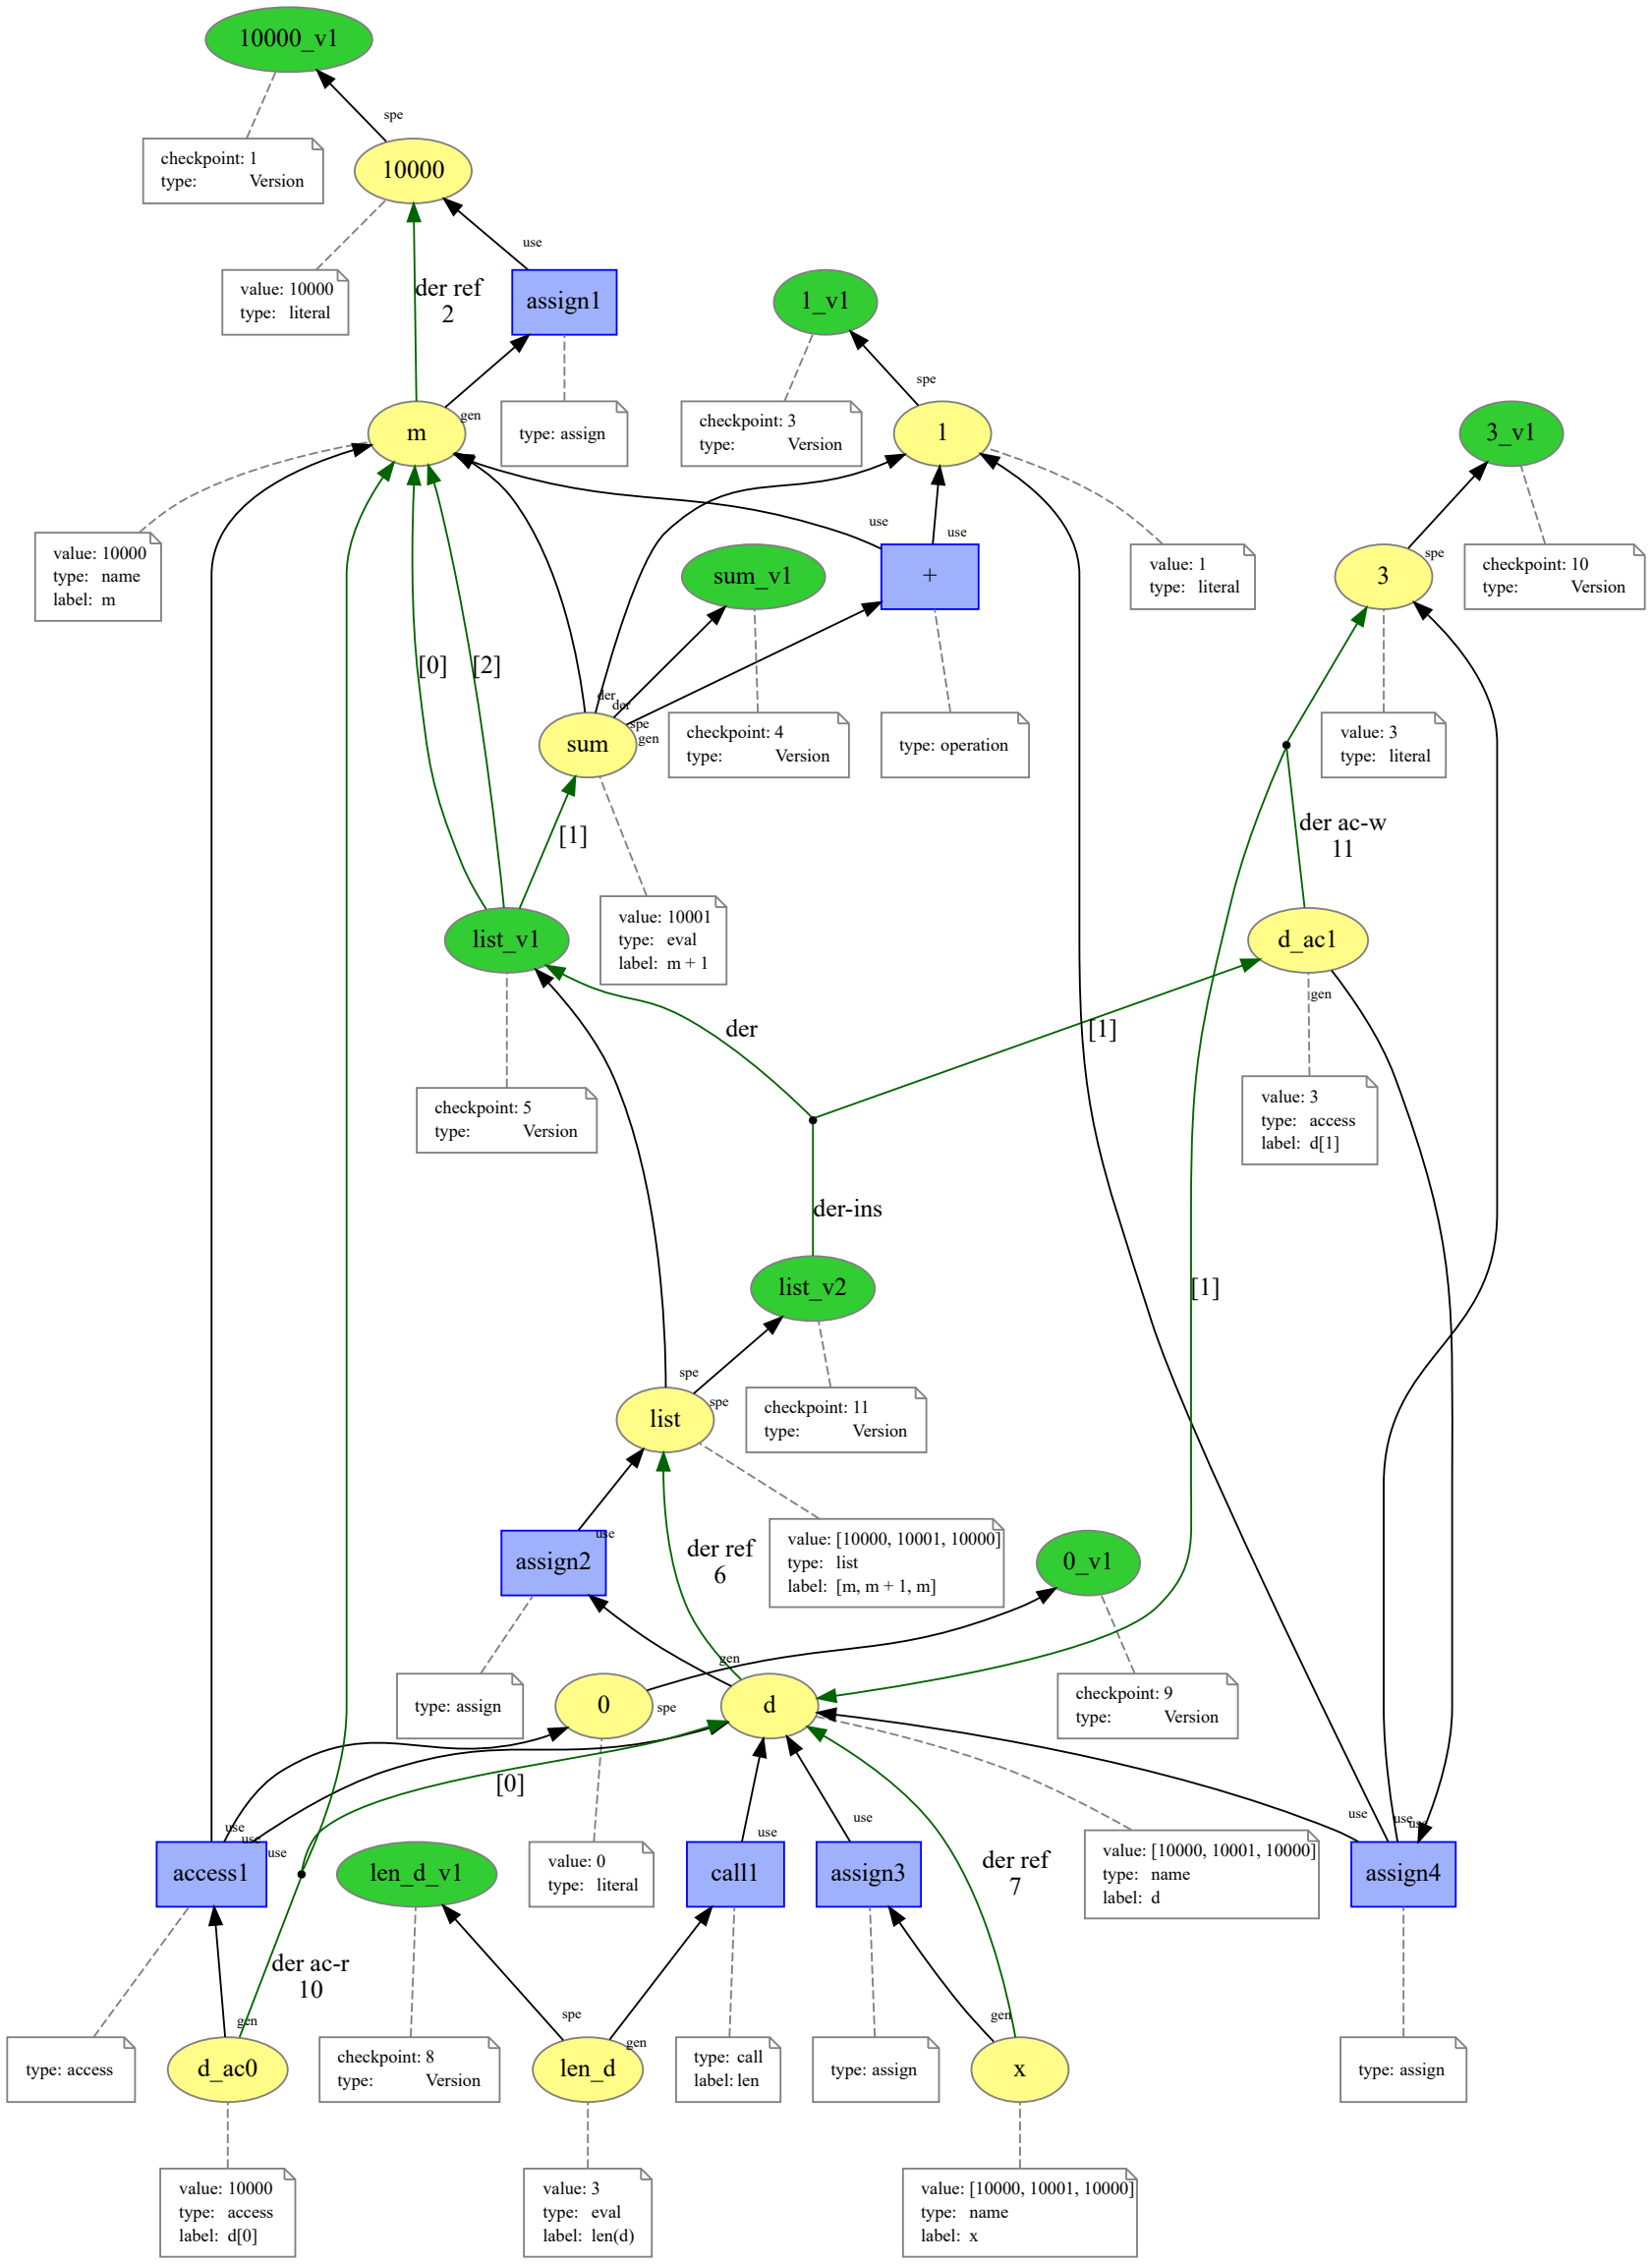 10000_v1
spe
checkpoint: 1
type: Version
10000
use
value: 10000
type: literal
der ref
2
assign1
1_v1
spe
gen
m
type: assign
checkpoint: 3
type: Version
1
3_v1
use
use
spe
value: 10000
type: name
label: m
sum_v1
+
value: 1
type: literal
3
checkpoint: 10
type: Version
[0]
[2]
der
der
spe
gen
sum
checkpoint: 4
type: Version
type: operation
value: 3
type: literal
[1]
der ac-w
11
list_v1
value: 10001
type: eval
label: m + 1
d_ac1
gen
der
[1]
checkpoint: 5
type: Version
value: 3
type: access
label: d[1]
der-ins
list_v2
[1]
spe
spe
list
checkpoint: 11
type: Version
use
assign2
der ref
6
value: [10000, 10001, 10000]
type: list
label: [m, m + 1, m]
0_v1
gen
type: assign
0
spe
d
checkpoint: 9
type: Version
[0]
use
use
use
use
use
use
use
use
access1
len_d_v1
value: 0
type: literal
call1
assign3
der ref
7
value: [10000, 10001, 10000]
type: name
label: d
assign4
der ac-r
10
gen
spe
gen
gen
type: access
d_ac0
checkpoint: 8
type: Version
len_d
type: call
label: len
type: assign
x
type: assign
value: 10000
type: access
label: d[0]
value: 3
type: eval
label: len(d)
value: [10000, 10001, 10000]
type: name
label: x